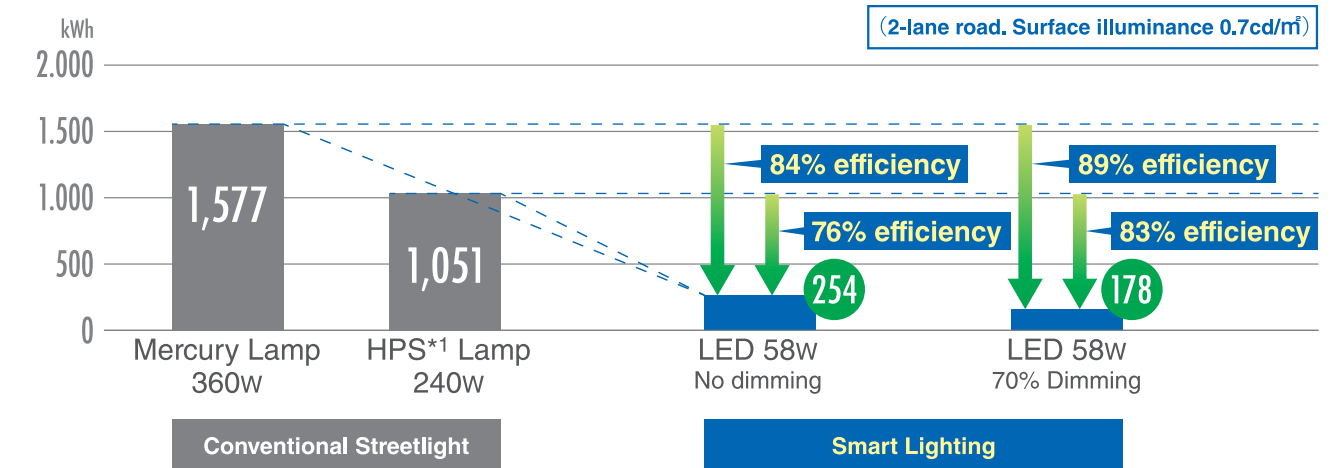 kWh
（2-lane road. Surface illuminance 0.7cd/㎡）
2.000
1.500
1.000
500
0
1,577
1,051
84% efficiency
76% efficiency
254
89% efficiency
83% efficiency
178
Mercury Lamp
360W
HPS*1 Lamp
240W
LED 58W
No dimming
LED 58W
70% Dimming
Conventional Streetlight
Smart Lighting